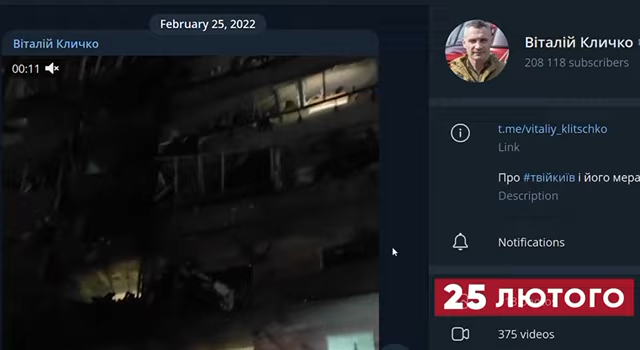 February 25, 2022
Віталій Кличко
00:11
Віталій Кличко
208 118 subscribers
t.me/vitaliy_klitschko
Link
Про #твійкиїв і його мера
Description
Notifications
25 ЛЮТОГО
375 videos